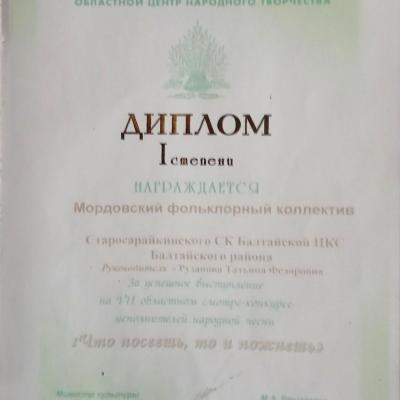 ОБЛАСТНОЙ ЦЕНТР НАРОДНОГО ТВОРЧЕСТВА
ДИПЛОМ
I степени
НАГРАЖДАЕТСЯ
Мордовский фольклорный коллектив
Старосарайкинского СК Балтайской ЦКС
Балтайского района
Руководитель - Рузанова Татьяна Федоровна
За успешное выступление
на VII областном смотре-конкурсе
исполнителей народной песни
«Что посеешь, то и пожнешь»
Министр культуры